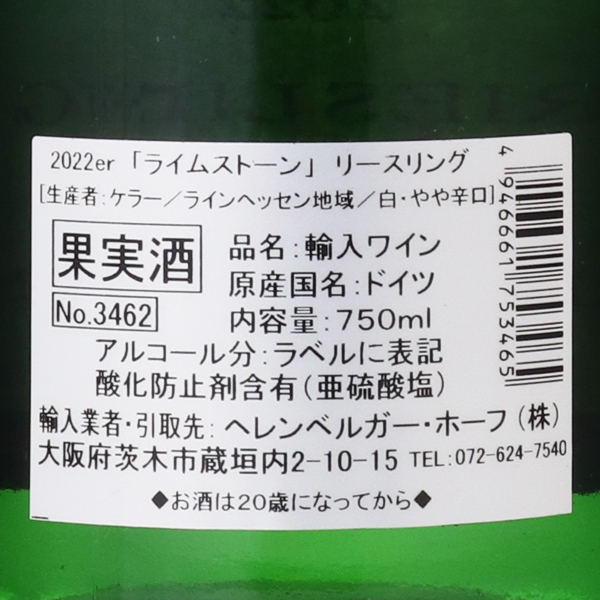 2022er 「ライムストーン」 リースリング
[生産者:ケラー／ラインヘッセン地域／白・やや辛口]
果実酒
No.3462
品名:輸入ワイン
原産国名:ドイツ
内容量:750ml
アルコール分:ラベルに表記
酸化防止剤含有(亜硫酸塩)
輸入業者・引取先: ヘレンベルガー・ホーフ(株)
大阪府茨木市蔵垣内2-10-15 TEL:072-624-7540
◆お酒は20歳になってから◆
4 946661 753465